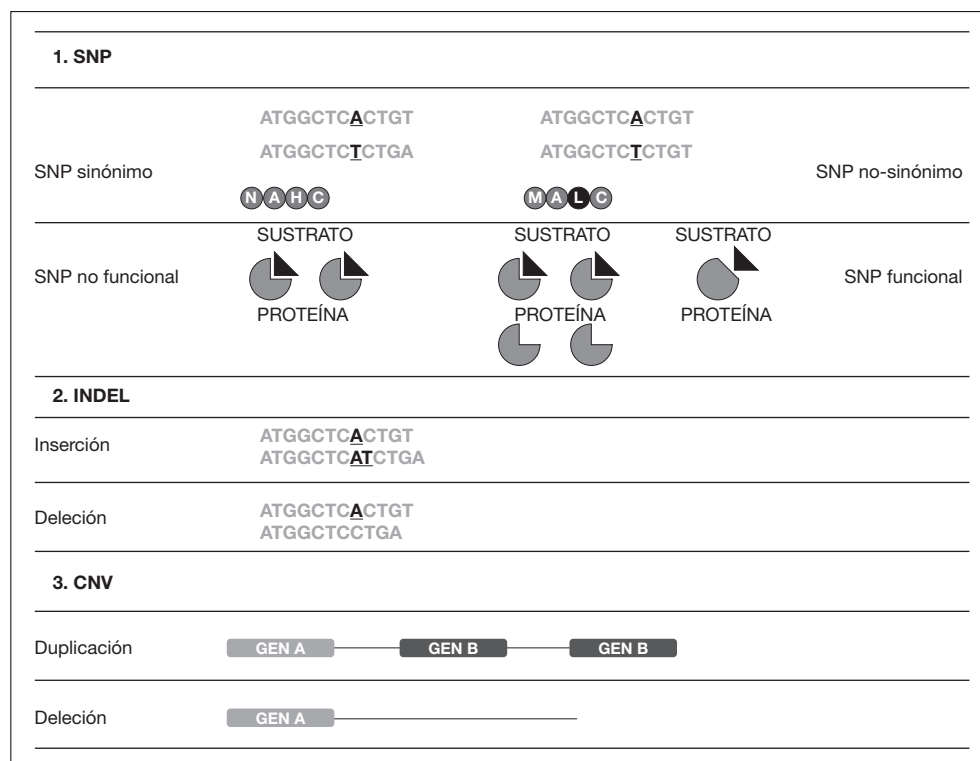 1. SNP
ATGGCTCACTGT ATGGCTCACTGT
ATGGCTCTCTGA ATGGCTCTCTGT
SNP sinónimo SNP no-sinónimo
NAHC MALC
SUSTRATO SUSTRATO SUSTRATO
SNP no funcional SNP funcional
PROTEÍNA PROTEÍNA PROTEÍNA
2. INDEL
Inserción
ATGGCTCACTGT
ATGGCTCATCTGA
Deleción
ATGGCTCACTGT
ATGGCTCCTGA
3. CNV
Duplicación GEN A GEN B GEN B
Deleción GEN A